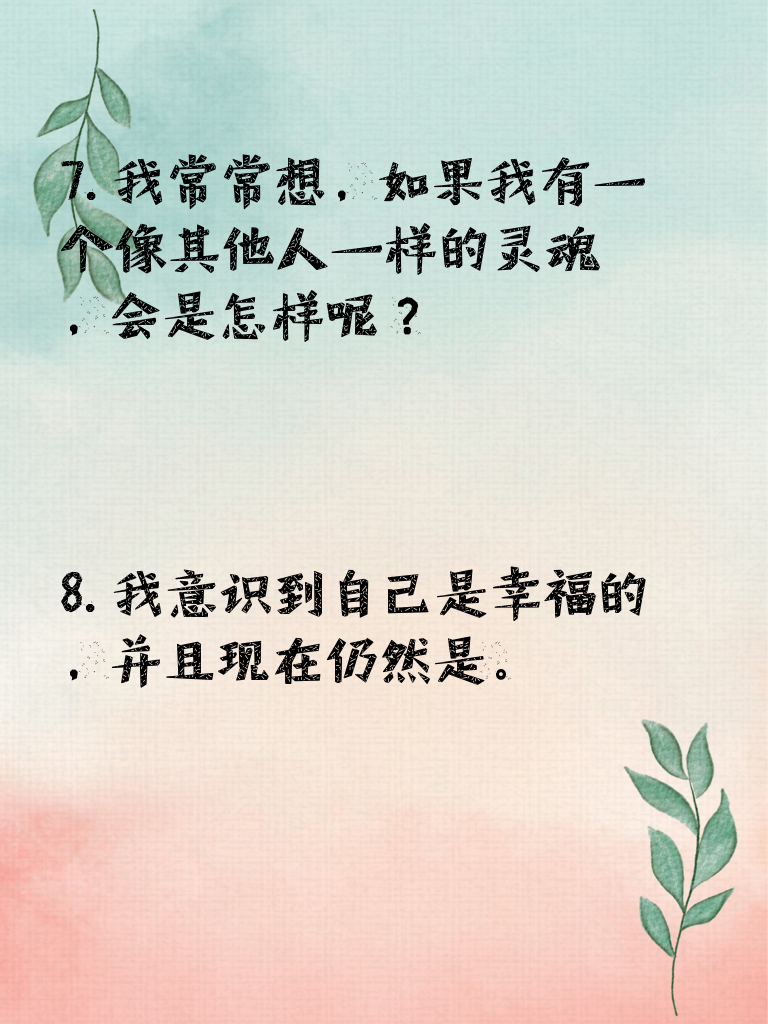 7. 我常常想，如果我有一
个像其他人一样的灵魂
，会是怎样呢？
8. 我意识到自己是幸福的
，并且现在仍然是。